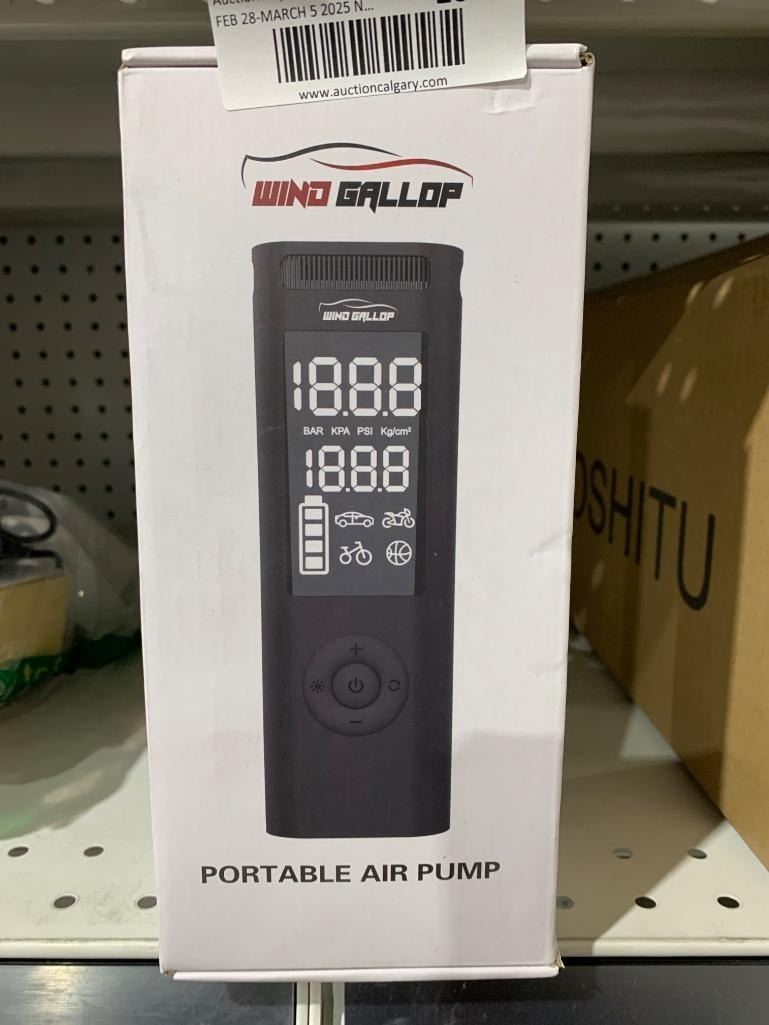 FEB 28-MARCH 5 2025 N...
www.auctioncalgary.com
WIND GALLOP
WIND GALLOP
18.8.8
BAR KPA PSI Kg/cm²
18.8.8
PORTABLE AIR PUMP
OSHITU